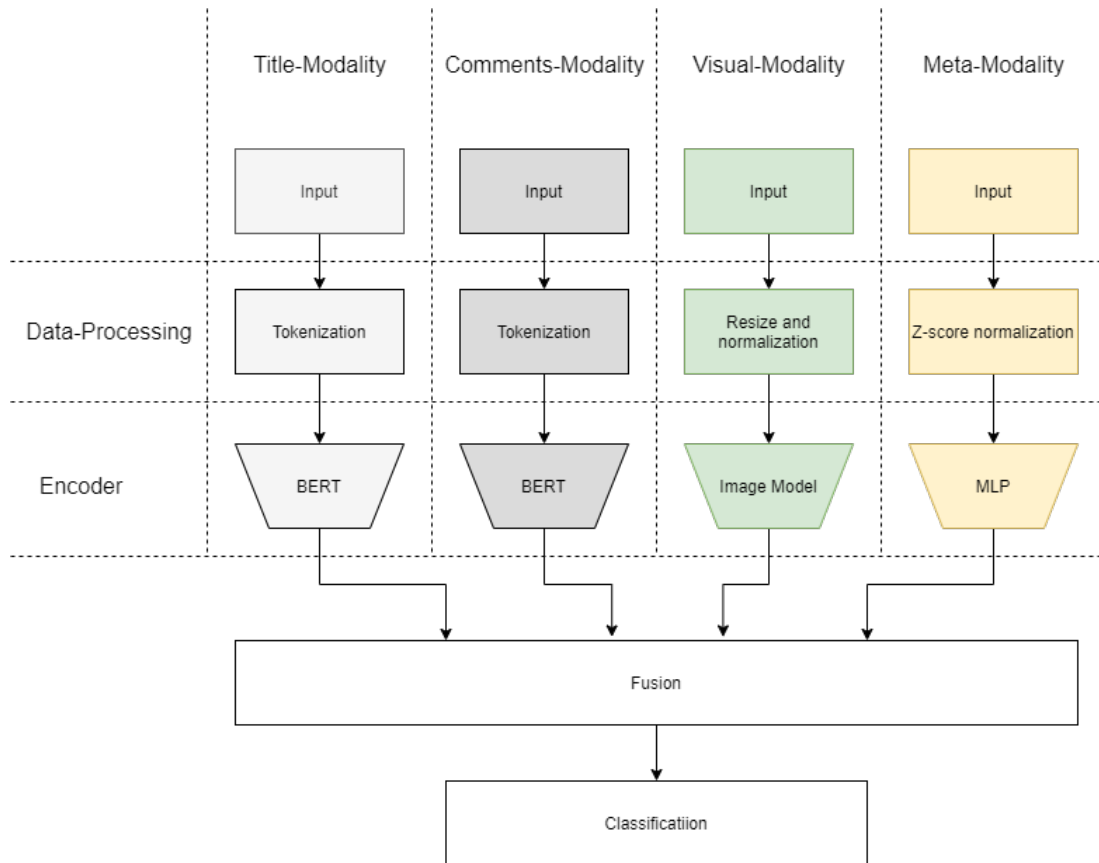 Title-Modality
Comments-Modality
Visual-Modality
Meta-Modality
Input
Input
Input
Input
Data-Processing
Tokenization
Tokenization
Resize and
normalization
Z-score normalization
Encoder
BERT
BERT
Image Model
MLP
Fusion
Classificatiion